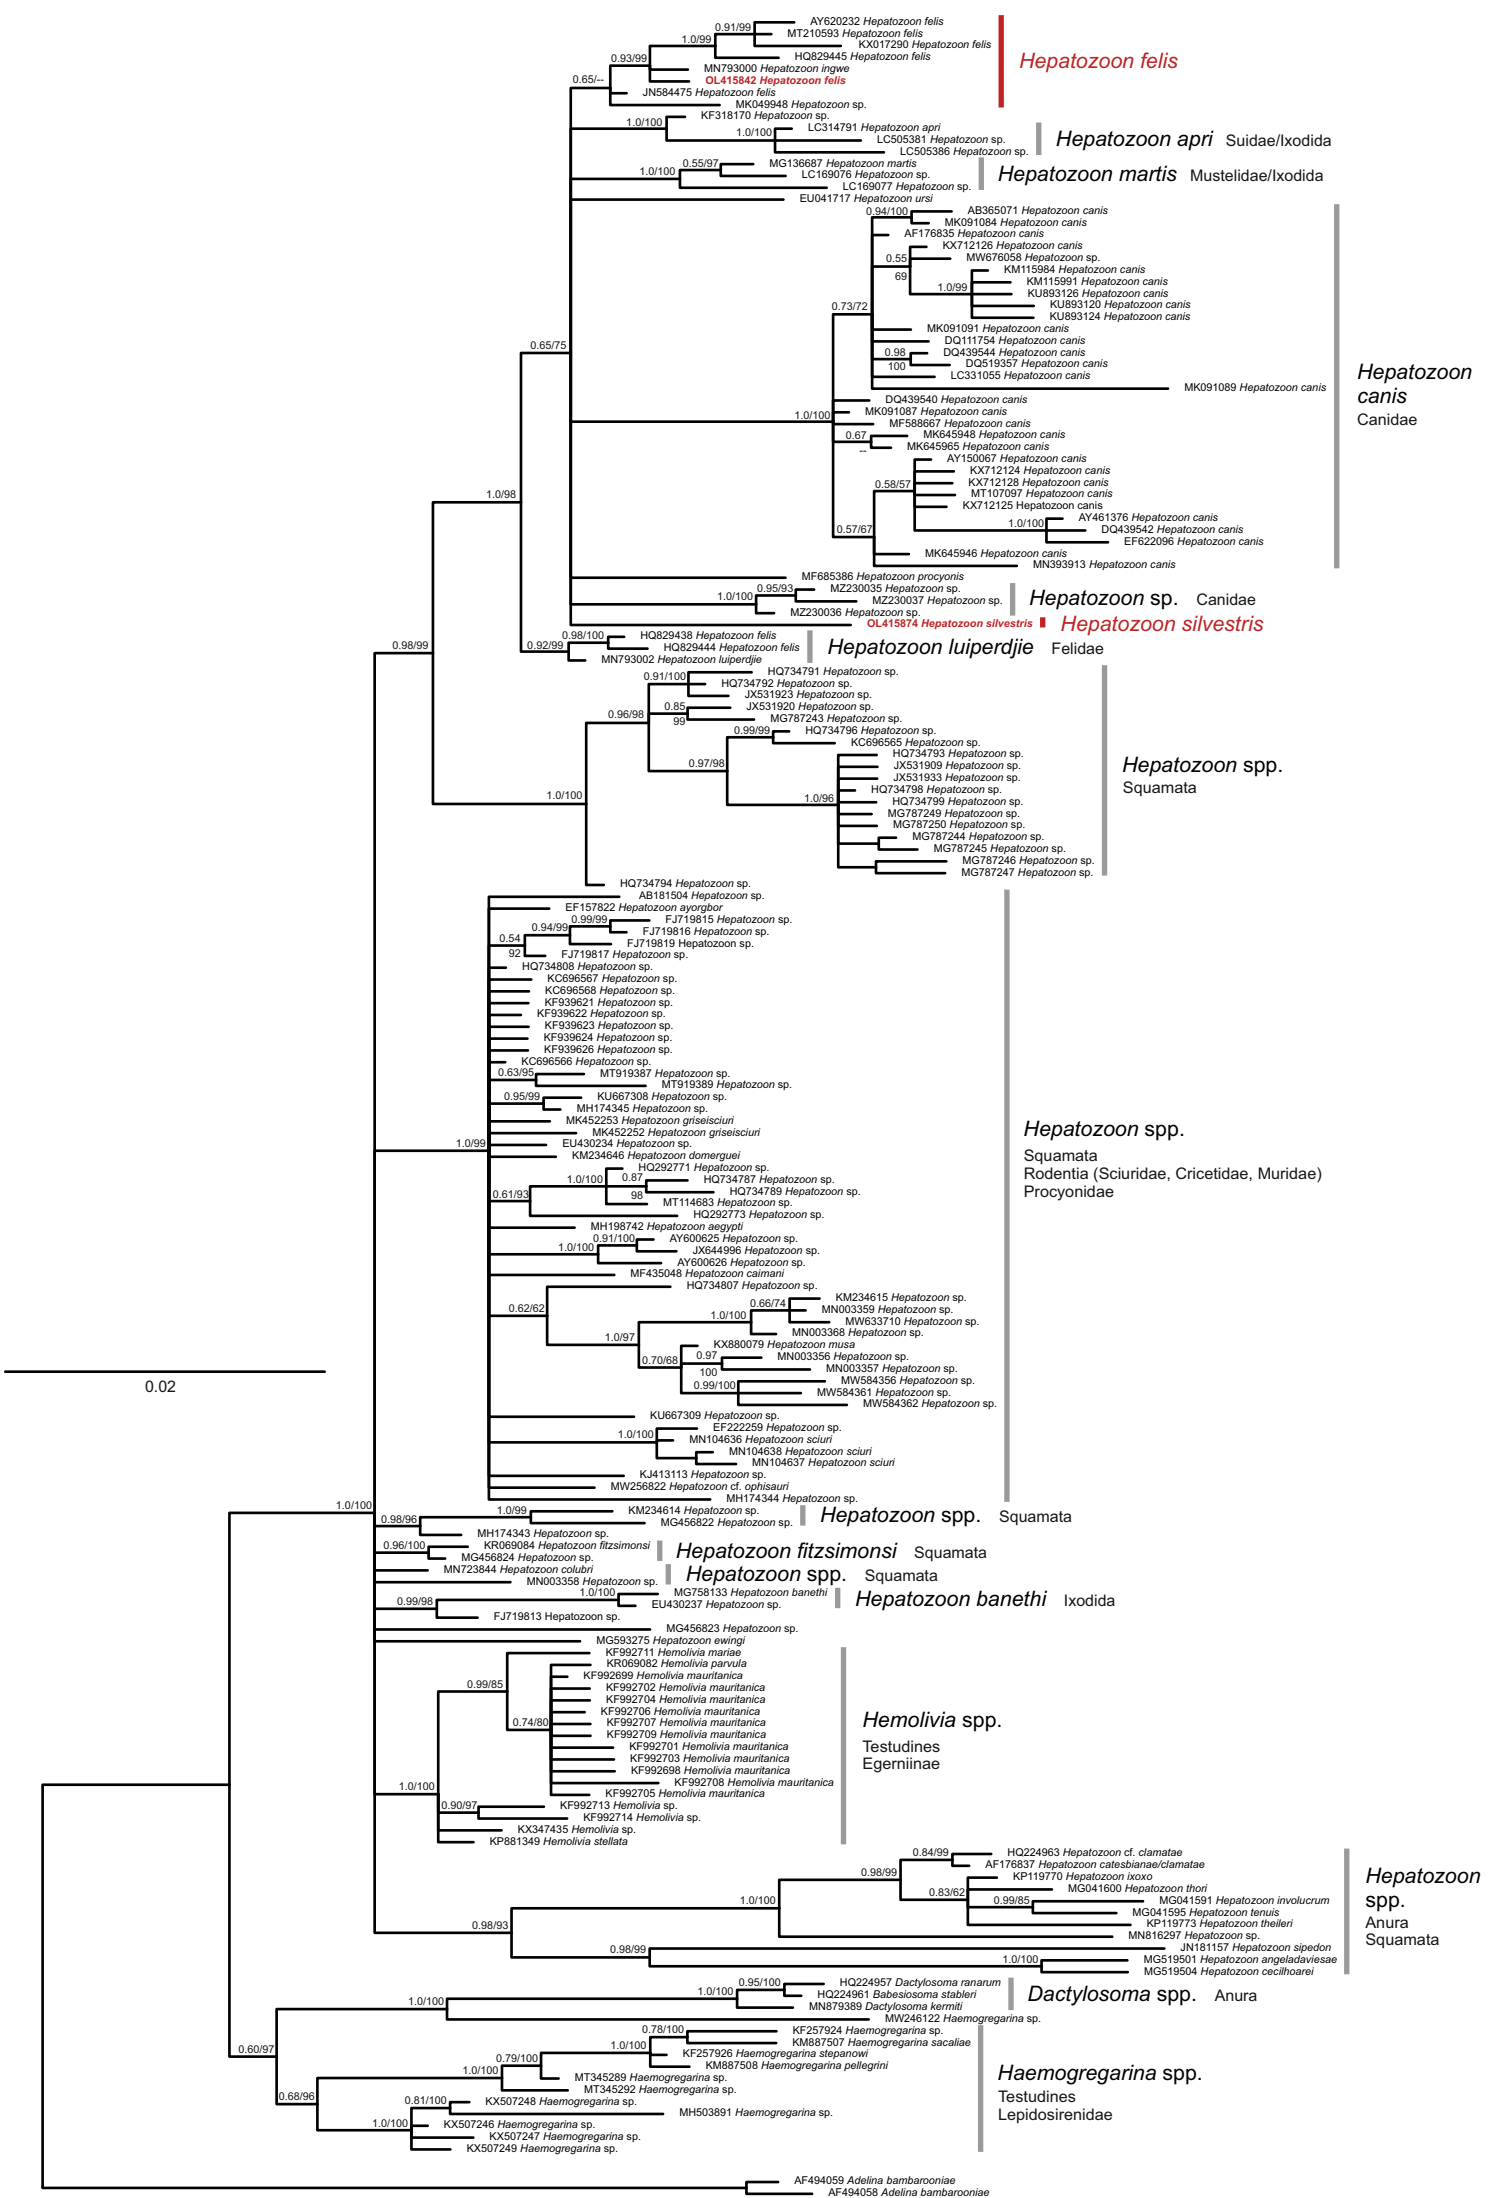 AY620232 Hepatozoon felis
0.91/99
MT210593 Hepatozoon felis
1.0/99
KX017290 Hepatozoon felis
HQ829445 Hepatozoon felis
0.93/99
MN793000 Hepatozoon ingwe
0.65/--
OL415842 Hepatozoon felis
JN584475 Hepatozoon felis
MK049948 Hepatozoon sp.
Hepatozoon felis
KF318170 Hepatozoon sp.
1.0/100
LC314791 Hepatozoon apri
1.0/100
LC505381 Hepatozoon sp.
LC505386 Hepatozoon sp.
Hepatozoon apri Suidae/Ixodida
0.55/97
MG136687 Hepatozoon martis
1.0/100
LC169076 Hepatozoon sp.
LC169077 Hepatozoon sp.
Hepatozoon martis Mustelidae/Ixodida
EU041717 Hepatozoon ursi
0.94/100
AB365071 Hepatozoon canis
MK091084 Hepatozoon canis
AF176835 Hepatozoon canis
KX712126 Hepatozoon canis
0.55
69
MW676058 Hepatozoon sp.
KM115984 Hepatozoon canis
KM115991 Hepatozoon canis
1.0/99
KU893126 Hepatozoon canis
KU893120 Hepatozoon canis
KU893124 Hepatozoon canis
0.73/72
MK091091 Hepatozoon canis
DQ111754 Hepatozoon canis
0.98
100
DQ439544 Hepatozoon canis
DQ519357 Hepatozoon canis
LC331055 Hepatozoon canis
MK091089 Hepatozoon canis
0.65/75
1.0/100
DQ439540 Hepatozoon canis
MK091087 Hepatozoon canis
MF588667 Hepatozoon canis
0.67
--
MK645948 Hepatozoon canis
MK645965 Hepatozoon canis
AY150067 Hepatozoon canis
KX712124 Hepatozoon canis
0.58/57
KX712128 Hepatozoon canis
MT107097 Hepatozoon canis
KX712125 Hepatozoon canis
1.0/100
AY461376 Hepatozoon canis
DQ439542 Hepatozoon canis
EF622096 Hepatozoon canis
0.57/67
MK645946 Hepatozoon canis
MN393913 Hepatozoon canis
Hepatozoon
canis
Canidae
1.0/98
MF685386 Hepatozoon procyonis
0.95/93
MZ230035 Hepatozoon sp.
1.0/100
MZ230037 Hepatozoon sp.
MZ230036 Hepatozoon sp.
Hepatozoon sp. Canidae
OL415874 Hepatozoon silvestris
Hepatozoon silvestris
0.98/100
HQ829438 Hepatozoon felis
0.92/99
HQ829444 Hepatozoon felis
MN793002 Hepatozoon luiperdjie
Hepatozoon luiperdjie Felidae
0.98/99
0.91/100
HQ734791 Hepatozoon sp.
HQ734792 Hepatozoon sp.
JX531923 Hepatozoon sp.
0.96/98
0.85
99
JX531920 Hepatozoon sp.
MG787243 Hepatozoon sp.
0.99/99
HQ734796 Hepatozoon sp.
KC696565 Hepatozoon sp.
0.97/98
HQ734793 Hepatozoon sp.
JX531909 Hepatozoon sp.
JX531933 Hepatozoon sp.
HQ734798 Hepatozoon sp.
1.0/96
HQ734799 Hepatozoon sp.
MG787249 Hepatozoon sp.
MG787250 Hepatozoon sp.
MG787244 Hepatozoon sp.
MG787245 Hepatozoon sp.
MG787246 Hepatozoon sp.
MG787247 Hepatozoon sp.
1.0/100
HQ734794 Hepatozoon sp.
Hepatozoon spp.
Squamata
AB181504 Hepatozoon sp.
EF157822 Hepatozoon ayorgbor
0.99/99
FJ719815 Hepatozoon sp.
0.94/99
FJ719816 Hepatozoon sp.
0.54
92
FJ719819 Hepatozoon sp.
FJ719817 Hepatozoon sp.
HQ734808 Hepatozoon sp.
KC696567 Hepatozoon sp.
KC696568 Hepatozoon sp.
KF939621 Hepatozoon sp.
KF939622 Hepatozoon sp.
KF939623 Hepatozoon sp.
KF939624 Hepatozoon sp.
KF939626 Hepatozoon sp.
KC696566 Hepatozoon sp.
0.63/95
MT919387 Hepatozoon sp.
MT919389 Hepatozoon sp.
0.95/99
KU667308 Hepatozoon sp.
MH174345 Hepatozoon sp.
MK452253 Hepatozoon griseisciuri
MK452252 Hepatozoon griseisciuri
1.0/99
EU430234 Hepatozoon sp.
KM234646 Hepatozoon domerguei
HQ292771 Hepatozoon sp.
1.0/100
0.87
98
HQ734787 Hepatozoon sp.
HQ734789 Hepatozoon sp.
0.61/93
MT114683 Hepatozoon sp.
HQ292773 Hepatozoon sp.
MH198742 Hepatozoon aegypti
0.91/100
AY600625 Hepatozoon sp.
1.0/100
JX644996 Hepatozoon sp.
AY600626 Hepatozoon sp.
MF435048 Hepatozoon caimani
HQ734807 Hepatozoon sp.
0.62/62
0.66/74
KM234615 Hepatozoon sp.
1.0/100
MN003359 Hepatozoon sp.
MW633710 Hepatozoon sp.
MN003368 Hepatozoon sp.
1.0/97
KX880079 Hepatozoon musa
0.70/68
0.97
100
MN003356 Hepatozoon sp.
MN003357 Hepatozoon sp.
0.99/100
MW584356 Hepatozoon sp.
MW584361 Hepatozoon sp.
MW584362 Hepatozoon sp.
KU667309 Hepatozoon sp.
EF222259 Hepatozoon sp.
1.0/100
MN104636 Hepatozoon sciuri
MN104638 Hepatozoon sciuri
MN104637 Hepatozoon sciuri
KJ413113 Hepatozoon sp.
MW256822 Hepatozoon cf. ophisauri
MH174344 Hepatozoon sp.
Hepatozoon spp.
Squamata
Rodentia (Sciuridae, Cricetidae, Muridae)
Procyonidae
0.02
1.0/100
1.0/99
KM234614 Hepatozoon sp.
0.98/96
MG456822 Hepatozoon sp.
MH174343 Hepatozoon sp.
Hepatozoon spp. Squamata
0.96/100
KR069084 Hepatozoon fitzsimonsi
MG456824 Hepatozoon sp.
Hepatozoon fitzsimonsi Squamata
MN723844 Hepatozoon colubri
MN003358 Hepatozoon sp.
Hepatozoon spp. Squamata
1.0/100
MG758133 Hepatozoon banethi
0.99/98
EU430237 Hepatozoon sp.
FJ719813 Hepatozoon sp.
Hepatozoon banethi Ixodida
MG456823 Hepatozoon sp.
MG593275 Hepatozoon ewingi
KF992711 Hemolivia mariae
KR069082 Hemolivia parvula
0.99/85
KF992699 Hemolivia mauritanica
KF992702 Hemolivia mauritanica
KF992704 Hemolivia mauritanica
KF992706 Hemolivia mauritanica
0.74/80
KF992707 Hemolivia mauritanica
KF992709 Hemolivia mauritanica
KF992701 Hemolivia mauritanica
KF992703 Hemolivia mauritanica
KF992698 Hemolivia mauritanica
KF992708 Hemolivia mauritanica
1.0/100
KF992705 Hemolivia mauritanica
0.90/97
KF992713 Hemolivia sp.
KF992714 Hemolivia sp.
KX347435 Hemolivia sp.
KP881349 Hemolivia stellata
Hemolivia spp.
Testudines
Egerniinae
0.84/99
HQ224963 Hepatozoon cf. clamatae
AF176837 Hepatozoon catesbianae/clamatae
0.98/99
KP119770 Hepatozoon ixoxo
MG041600 Hepatozoon thori
0.83/62
0.99/85
MG041591 Hepatozoon involucrum
MG041595 Hepatozoon tenuis
KP119773 Hepatozoon theileri
1.0/100
MN816297 Hepatozoon sp.
0.98/93
JN181157 Hepatozoon sipedon
0.98/99
1.0/100
MG519501 Hepatozoon angeladaviesae
MG519504 Hepatozoon cecilhoarei
Hepatozoon
spp.
Anura
Squamata
0.95/100
HQ224957 Dactylosoma ranarum
1.0/100
HQ224961 Babesiosoma stableri
MN879389 Dactylosoma kermiti
1.0/100
MW246122 Haemogregarina sp.
Dactylosoma spp. Anura
0.60/97
0.78/100
KF257924 Haemogregarina sp.
KM887507 Haemogregarina sacaliae
1.0/100
KF257926 Haemogregarina stepanowi
0.79/100
KM887508 Haemogregarina pellegrini
1.0/100
MT345289 Haemogregarina sp.
MT345292 Haemogregarina sp.
0.68/96
0.81/100
KX507248 Haemogregarina sp.
MH503891 Haemogregarina sp.
1.0/100
KX507246 Haemogregarina sp.
KX507247 Haemogregarina sp.
KX507249 Haemogregarina sp.
Haemogregarina spp.
Testudines
Lepidosirenidae
AF494059 Adelina bambarooniae
AF494058 Adelina bambarooniae